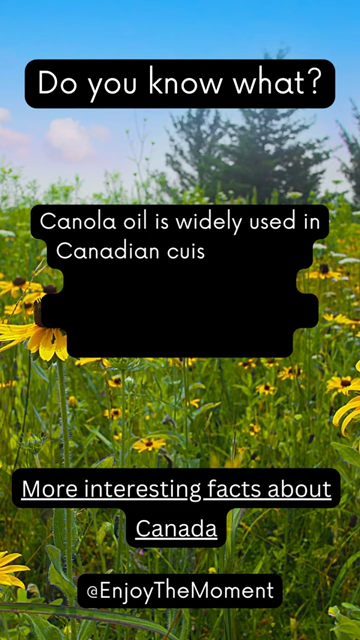 Do you know what?
Canola oil is widely used in
Canadian cuis
More interesting facts about
Canada
@EnjoyTheMoment